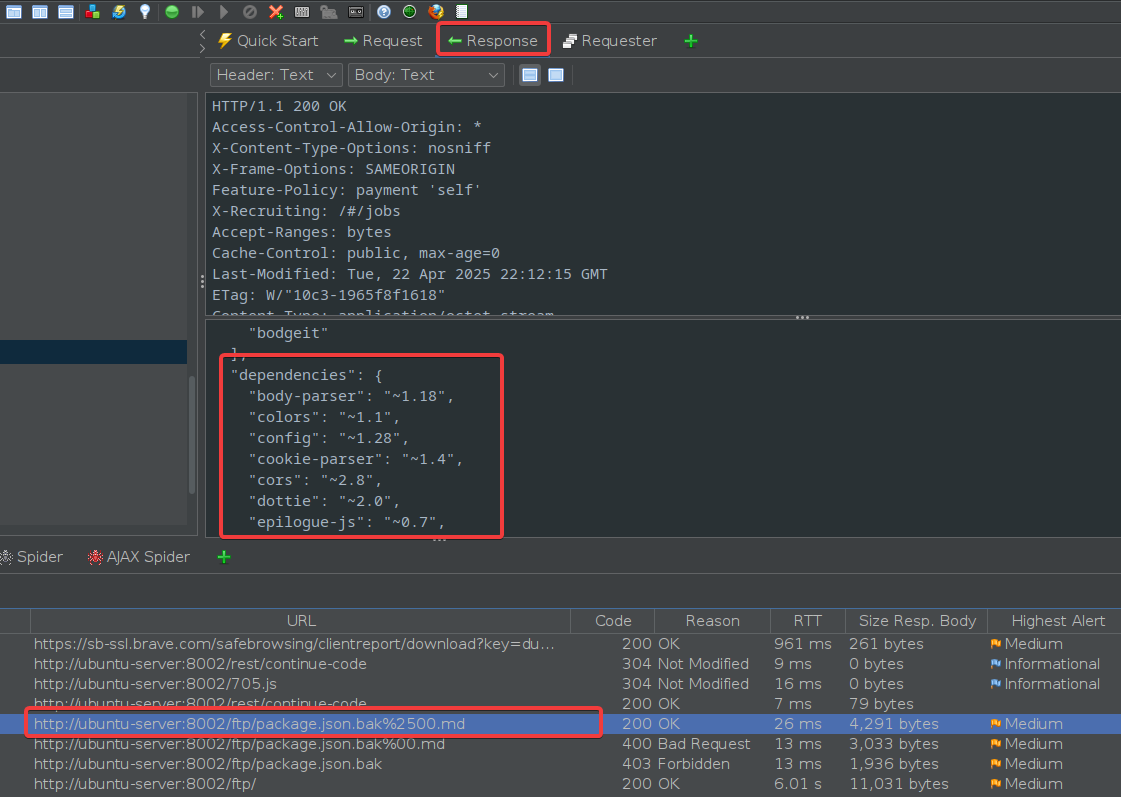 Quick Start Request Response Requester
Header: Text Body: Text
HTTP/1.1 200 OK
Access-Control-Allow-Origin: *
X-Content-Type-Options: nosniff
X-Frame-Options: SAMEORIGIN
Feature-Policy: payment 'self'
X-Recruiting: /#/jobs
Accept-Ranges: bytes
Cache-Control: public, max-age=0
Last-Modified: Tue, 22 Apr 2025 22:12:15 GMT
ETag: W/"10c3-1965f8f1618"
Content-Type: application/octet-stream
"bodgeit"
],
"dependencies": {
"body-parser": "~1.18",
"colors": "~1.1",
"config": "~1.28",
"cookie-parser": "~1.4",
"cors": "~2.8",
"dottie": "~2.0",
"epilogue-js": "~0.7",
Spider AJAX Spider
URL Code Reason RTT Size Resp. Body Highest Alert
https://sb-ssl.brave.com/safebrowsing/clientreport/download?key=du... 200 OK 961 ms 261 bytes Medium
http://ubuntu-server:8002/rest/continue-code 304 Not Modified 9 ms 0 bytes Informational
http://ubuntu-server:8002/705.js 304 Not Modified 16 ms 0 bytes Informational
http://ubuntu-server:8002/rest/continue-code 200 OK 7 ms 79 bytes
http://ubuntu-server:8002/ftp/package.json.bak%2500.md 200 OK 26 ms 4,291 bytes Medium
http://ubuntu-server:8002/ftp/package.json.bak%00.md 400 Bad Request 13 ms 3,033 bytes Medium
http://ubuntu-server:8002/ftp/package.json.bak 403 Forbidden 13 ms 1,936 bytes Medium
http://ubuntu-server:8002/ftp/ 200 OK 6.01 s 11,031 bytes Medium